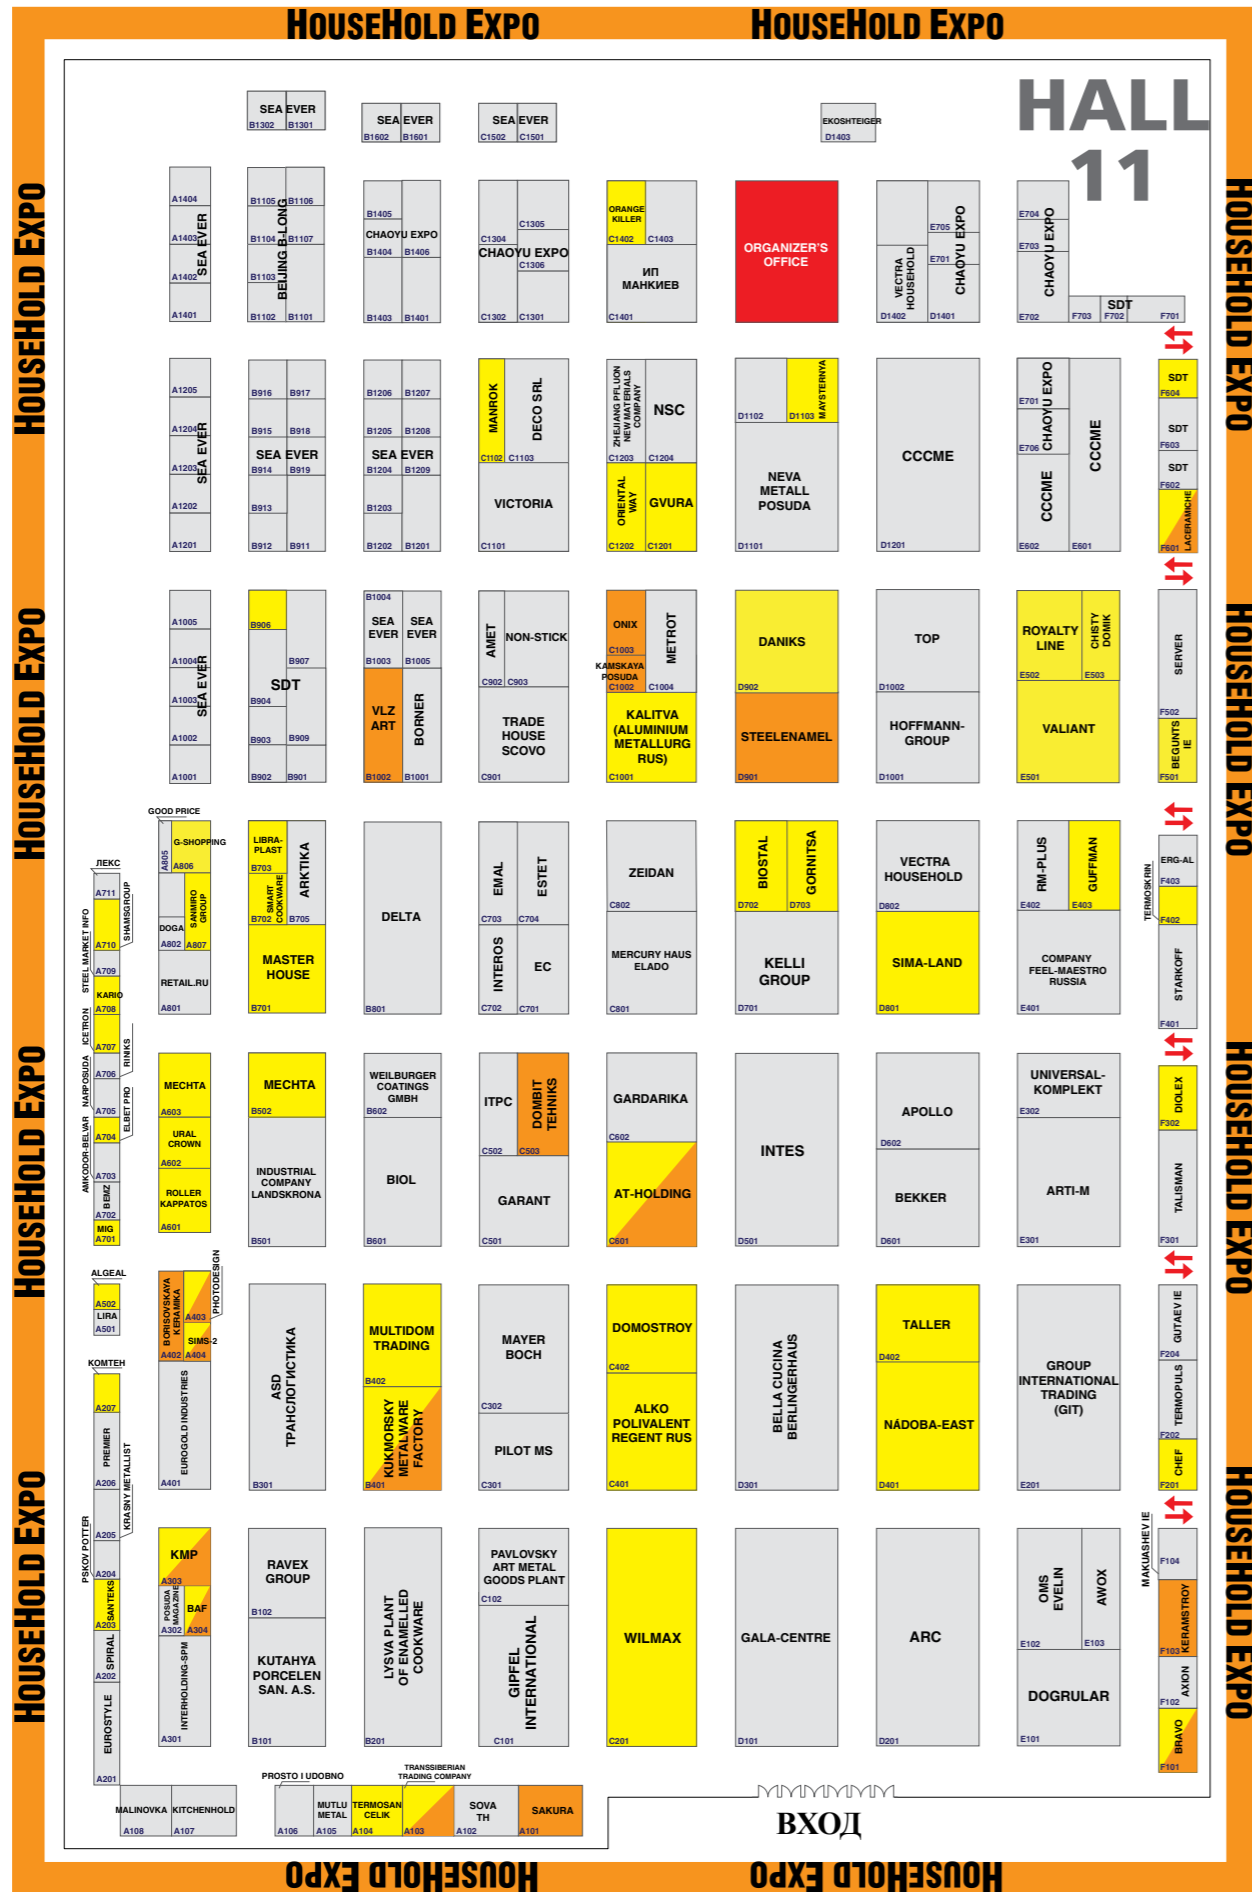 HOUSEHOLD EXPO
HOUSEHOLD EXPO
HALL
11
SEA EVER
B1302
B1301
SEA EVER
B1602
B1601
SEA EVER
C1502
C1501
EKOSHTEIGER
D1403
A1404
A1403
SEA EVER
A1402
A1401
B1105
B1106
B1104
B1107
BEIJING B-LONG
B1103
B1102
B1101
B1405
CHAOYU EXPO
B1404
B1406
B1403
B1401
C1305
C1304
CHAOYU EXPO
C1306
C1302
C1301
ORANGE
KILLER
C1402
C1403
ИП
МАНКИЕВ
C1401
ORGANIZER'S
OFFICE
VECTRA
HOUSEHOLD
D1402
E705
E701
CHAOYU EXPO
D1401
E704
E703
CHAOYU EXPO
E702
SDT
F703
F702
F701
A1205
A1204
SEA EVER
A1203
A1202
A1201
B916
B917
B915
B918
SEA EVER
B914
B919
B913
B912
B911
B1206
B1207
B1205
B1208
SEA EVER
B1204
B1209
B1203
B1202
B1201
MANROK
C1102
DECO SRL
C1103
VICTORIA
C1101
ZHEJIANG PFLUON
NEW MATERIALS
COMPANY
C1203
NSC
C1204
ORIENTAL
WAY
C1202
GVURA
C1201
D1102
MAYSTERNYA
D1103
NEVA
METALL
POSUDA
D1101
CCCME
D1201
E701
CHAOYU EXPO
E706
CCCME
E602
CCCME
E601
SDT
F604
SDT
F603
SDT
F602
LACERAMICHE
F601
A1005
A1004
SEA EVER
A1003
A1002
A1001
B906
B907
SDT
B904
B903
B909
B902
B901
B1004
SEA
EVER
B1003
SEA
EVER
B1005
VLZ
ART
B1002
BORNER
B1001
AMET
C902
NON-STICK
C903
TRADE
HOUSE
SCOVO
C901
ONIX
C1003
KAMSKAYA
POSUDA
C1002
METROT
C1004
KALITVA
(ALUMINIUM
METALLURG
RUS)
C1001
DANIKS
D902
STEELENAMEL
D901
TOP
D1002
HOFFMANN-
GROUP
D1001
ROYALTY
LINE
E502
CHISTY
DOMIK
E503
VALIANT
E501
SERVER
F502
BEGUNTS
IE
F501
GOOD PRICE
A805
G-SHOPPING
A806
DOGA
A802
SANMIRO
GROUP
A807
RETAIL.RU
A801
ЛЕКС
A711
SHAMSGROUP
A710
STEEL MARKET INFO
A709
KARIO
A708
ICETRON
A707
RINIKS
A706
NARPOSUDA
A705
ELBET PRO
A704
AMKODOR-BELVAR
A703
BEMZ
A702
MIG
A701
LIBRA-
PLAST
B703
SMART
COOKWARE
B702
ARKTIKA
B705
MASTER
HOUSE
B701
DELTA
B801
EMAL
C703
ESTET
C704
INTEROS
C702
EC
C701
ZEIDAN
C802
MERCURY HAUS
ELADO
C801
BIOSTAL
D702
GORNITSA
D703
KELLI
GROUP
D701
VECTRA
HOUSEHOLD
D802
SIMA-LAND
D801
RM-PLUS
E402
GUFFMAN
E403
COMPANY
FEEL-MAESTRO
RUSSIA
E401
ERG-AL
F403
TERMOSKRIN
F402
STARKOFF
F401
MECHTA
A603
URAL
CROWN
A602
ROLLER
KAPPATOS
A601
MECHTA
B502
INDUSTRIAL
COMPANY
LANDSKRONA
B501
WEILBURGER
COATINGS
GMBH
B602
BIOL
B601
ITPC
C502
DOMBIT
TEHNIKS
C503
GARANT
C501
GARDARIKA
C602
AT-HOLDING
C601
INTES
D501
APOLLO
D602
BEKKER
D601
UNIVERSAL-
KOMPLEKT
E302
ARTI-M
E301
DIOLEX
F302
TALISMAN
F301
ALGEAL
A502
LIRA
A501
BORISOVSKAYA
KERAMIKA
A402
PHOTODESIGN
A403
SIMS-2
A404
EUROGOLD INDUSTRIES
A401
КОМТЕН
A207
PREMIER
A206
KRASNY METALLIST
A205
PSKOV POTTER
A204
SANTEKS
A203
SPIRAL
A202
EUROSTYLE
A201
ASD
ТРАНСЛОГИСТИКА
B301
MULTIDOM
TRADING
B402
KUKMORSKY
METALWARE
FACTORY
B401
MAYER
BOCH
C302
PILOT MS
C301
DOMOSTROY
C402
ALKO
POLIVALENT
REGENT RUS
C401
BELLA CUCINA
BERLINGERHAUS
D301
TALLER
D402
NÁDOBA-EAST
D401
GROUP
INTERNATIONAL
TRADING
(GIT)
E201
GUTAEV IE
F204
TERMOPULS
F202
CHEF
F201
KMP
A303
POSUDA
MAGAZINE
A302
BAF
A304
INTERHOLDING-SPM
A301
RAVEX
GROUP
B102
KUTAHYA
PORCELEN
SAN. A.S.
B101
LYSVA PLANT
OF ENAMELLED
COOKWARE
B201
PAVLOVSKY
ART METAL
GOODS PLANT
C102
GIPFEL
INTERNATIONAL
C101
WILMAX
C201
GALA-CENTRE
D101
ARC
D201
OMS
EVELIN
E102
AWOX
E103
DOGRULAR
E101
MAKUASHEV IE
F104
KERAMSTROY
F103
AXION
F102
BRAVO
F101
MALINOVKA
A108
KITCHENHOLD
A107
PROSTO I UDOBNO
A106
MUTLU
METAL
A105
TERMOSAN
CELIK
A104
TRANSSIBERIAN
TRADING COMPANY
A103
SOVA
TH
A102
SAKURA
A101
ВХОД
HOUSEHOLD EXPO
HOUSEHOLD EXPO
HOUSEHOLD EXPO
HOUSEHOLD EXPO
HOUSEHOLD EXPO
HOUSEHOLD EXPO
HOUSEHOLD EXPO
HOUSEHOLD EXPO
HOUSEHOLD EXPO
HOUSEHOLD EXPO